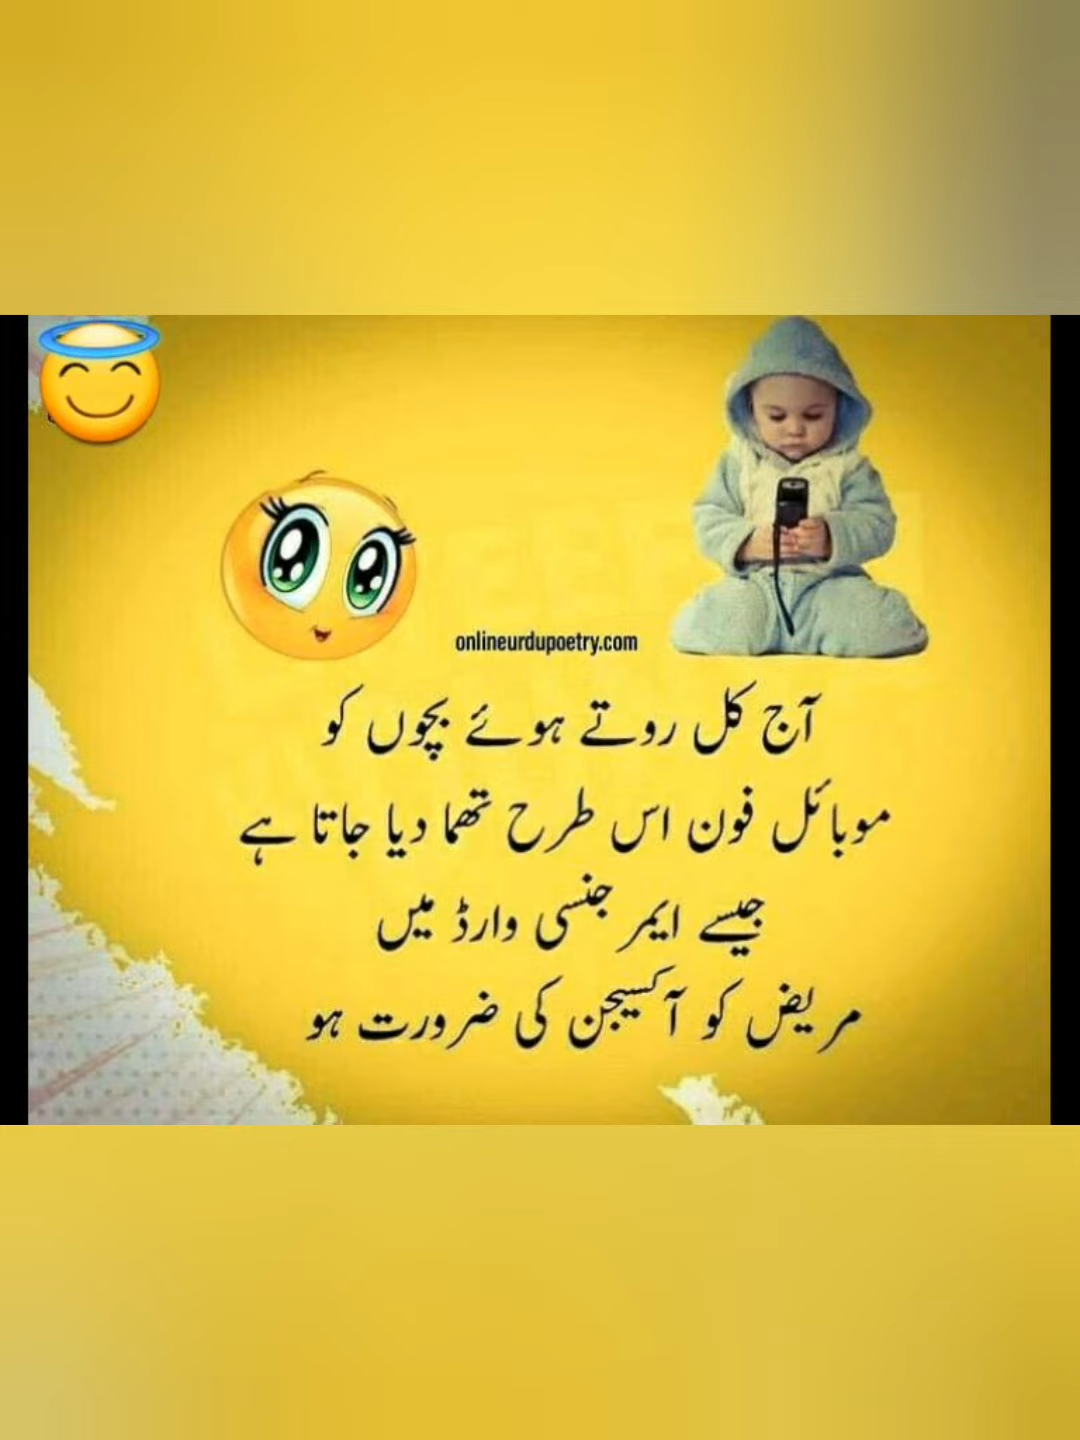 onlineurdupoetry.com
آج کل روتے ہوئے بچوں کو
موبائل فون اس طرح تھما دیا جاتا ہے
جیسے ایمرجنسی وارڈ میں
مریض کو آکسیجن کی ضرورت ہو